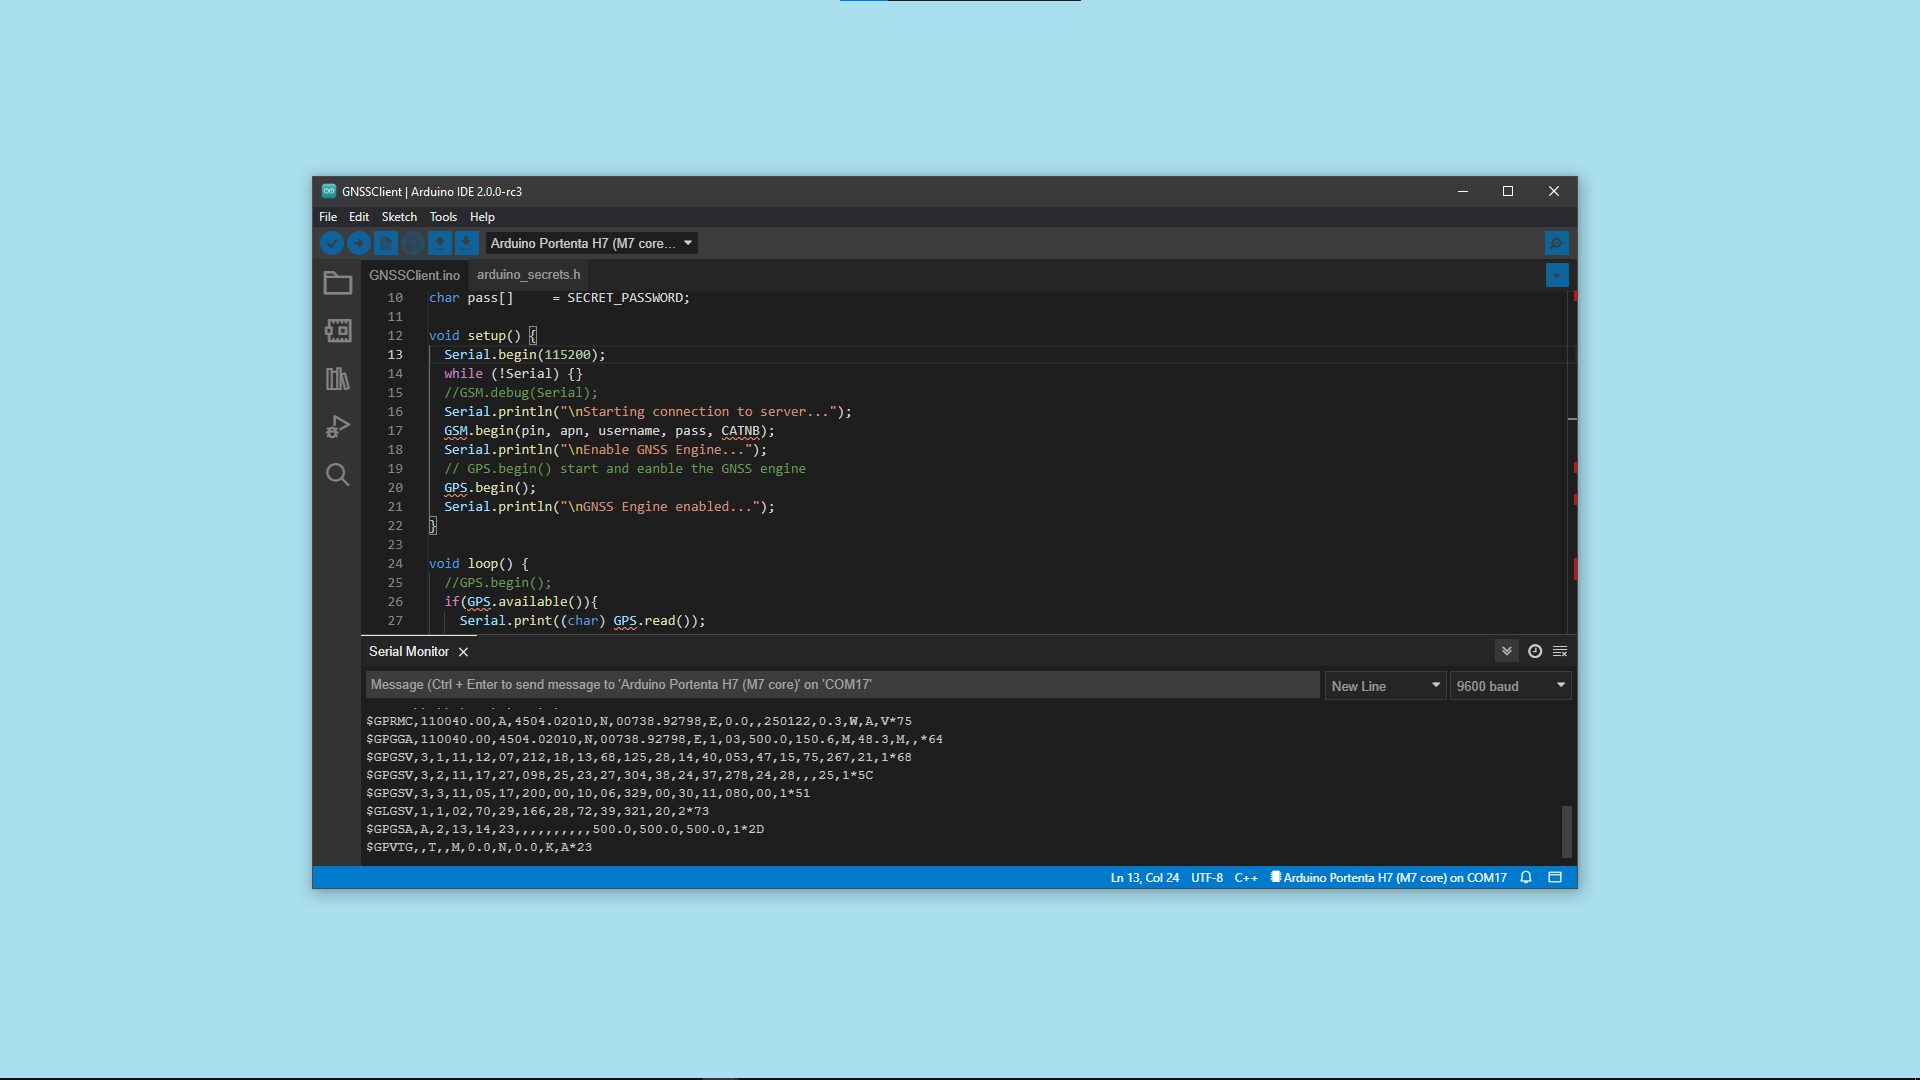 GNSSClient | Arduino IDE 2.0.0-rc3
File Edit Sketch Tools Help
Arduino Portenta H7 (M7 core...
GNSSClient.ino arduino_secrets.h
10 char pass[]     = SECRET_PASSWORD;
11
12 void setup() {
13   Serial.begin(115200);
14   while (!Serial) {}
15   //GSM.debug(Serial);
16   Serial.println("\nStarting connection to server...");
17   GSM.begin(pin, apn, username, pass, CATNB);
18   Serial.println("\nEnable GNSS Engine...");
19   // GPS.begin() start and eanble the GNSS engine
20   GPS.begin();
21   Serial.println("\nGNSS Engine enabled...");
22 }
23
24 void loop() {
25   //GPS.begin();
26   if(GPS.available()){
27     Serial.print((char) GPS.read());
Serial Monitor
Message (Ctrl + Enter to send message to 'Arduino Portenta H7 (M7 core)' on 'COM17' New Line 9600 baud
$GPRMC,110040.00,A,4504.02010,N,00738.92798,E,0.0,,250122,0.3,W,A,V*75
$GPGGA,110040.00,4504.02010,N,00738.92798,E,1,03,500.0,150.6,M,48.3,M,,*64
$GPGSV,3,1,11,12,07,212,18,13,68,125,28,14,40,053,47,15,75,267,21,1*68
$GPGSV,3,2,11,17,27,098,25,23,27,304,38,24,37,278,24,28,,,25,1*5C
$GPGSV,3,3,11,05,17,200,00,10,06,329,00,30,11,080,00,1*51
$GLGSV,1,1,02,70,29,166,28,72,39,321,20,2*73
$GPGSA,A,2,13,14,23,,,,,,,,,,500.0,500.0,500.0,1*2D
$GPVTG,,T,,M,0.0,N,0.0,K,A*23
Ln 13, Col 24 UTF-8 C++ Arduino Portenta H7 (M7 core) on COM17